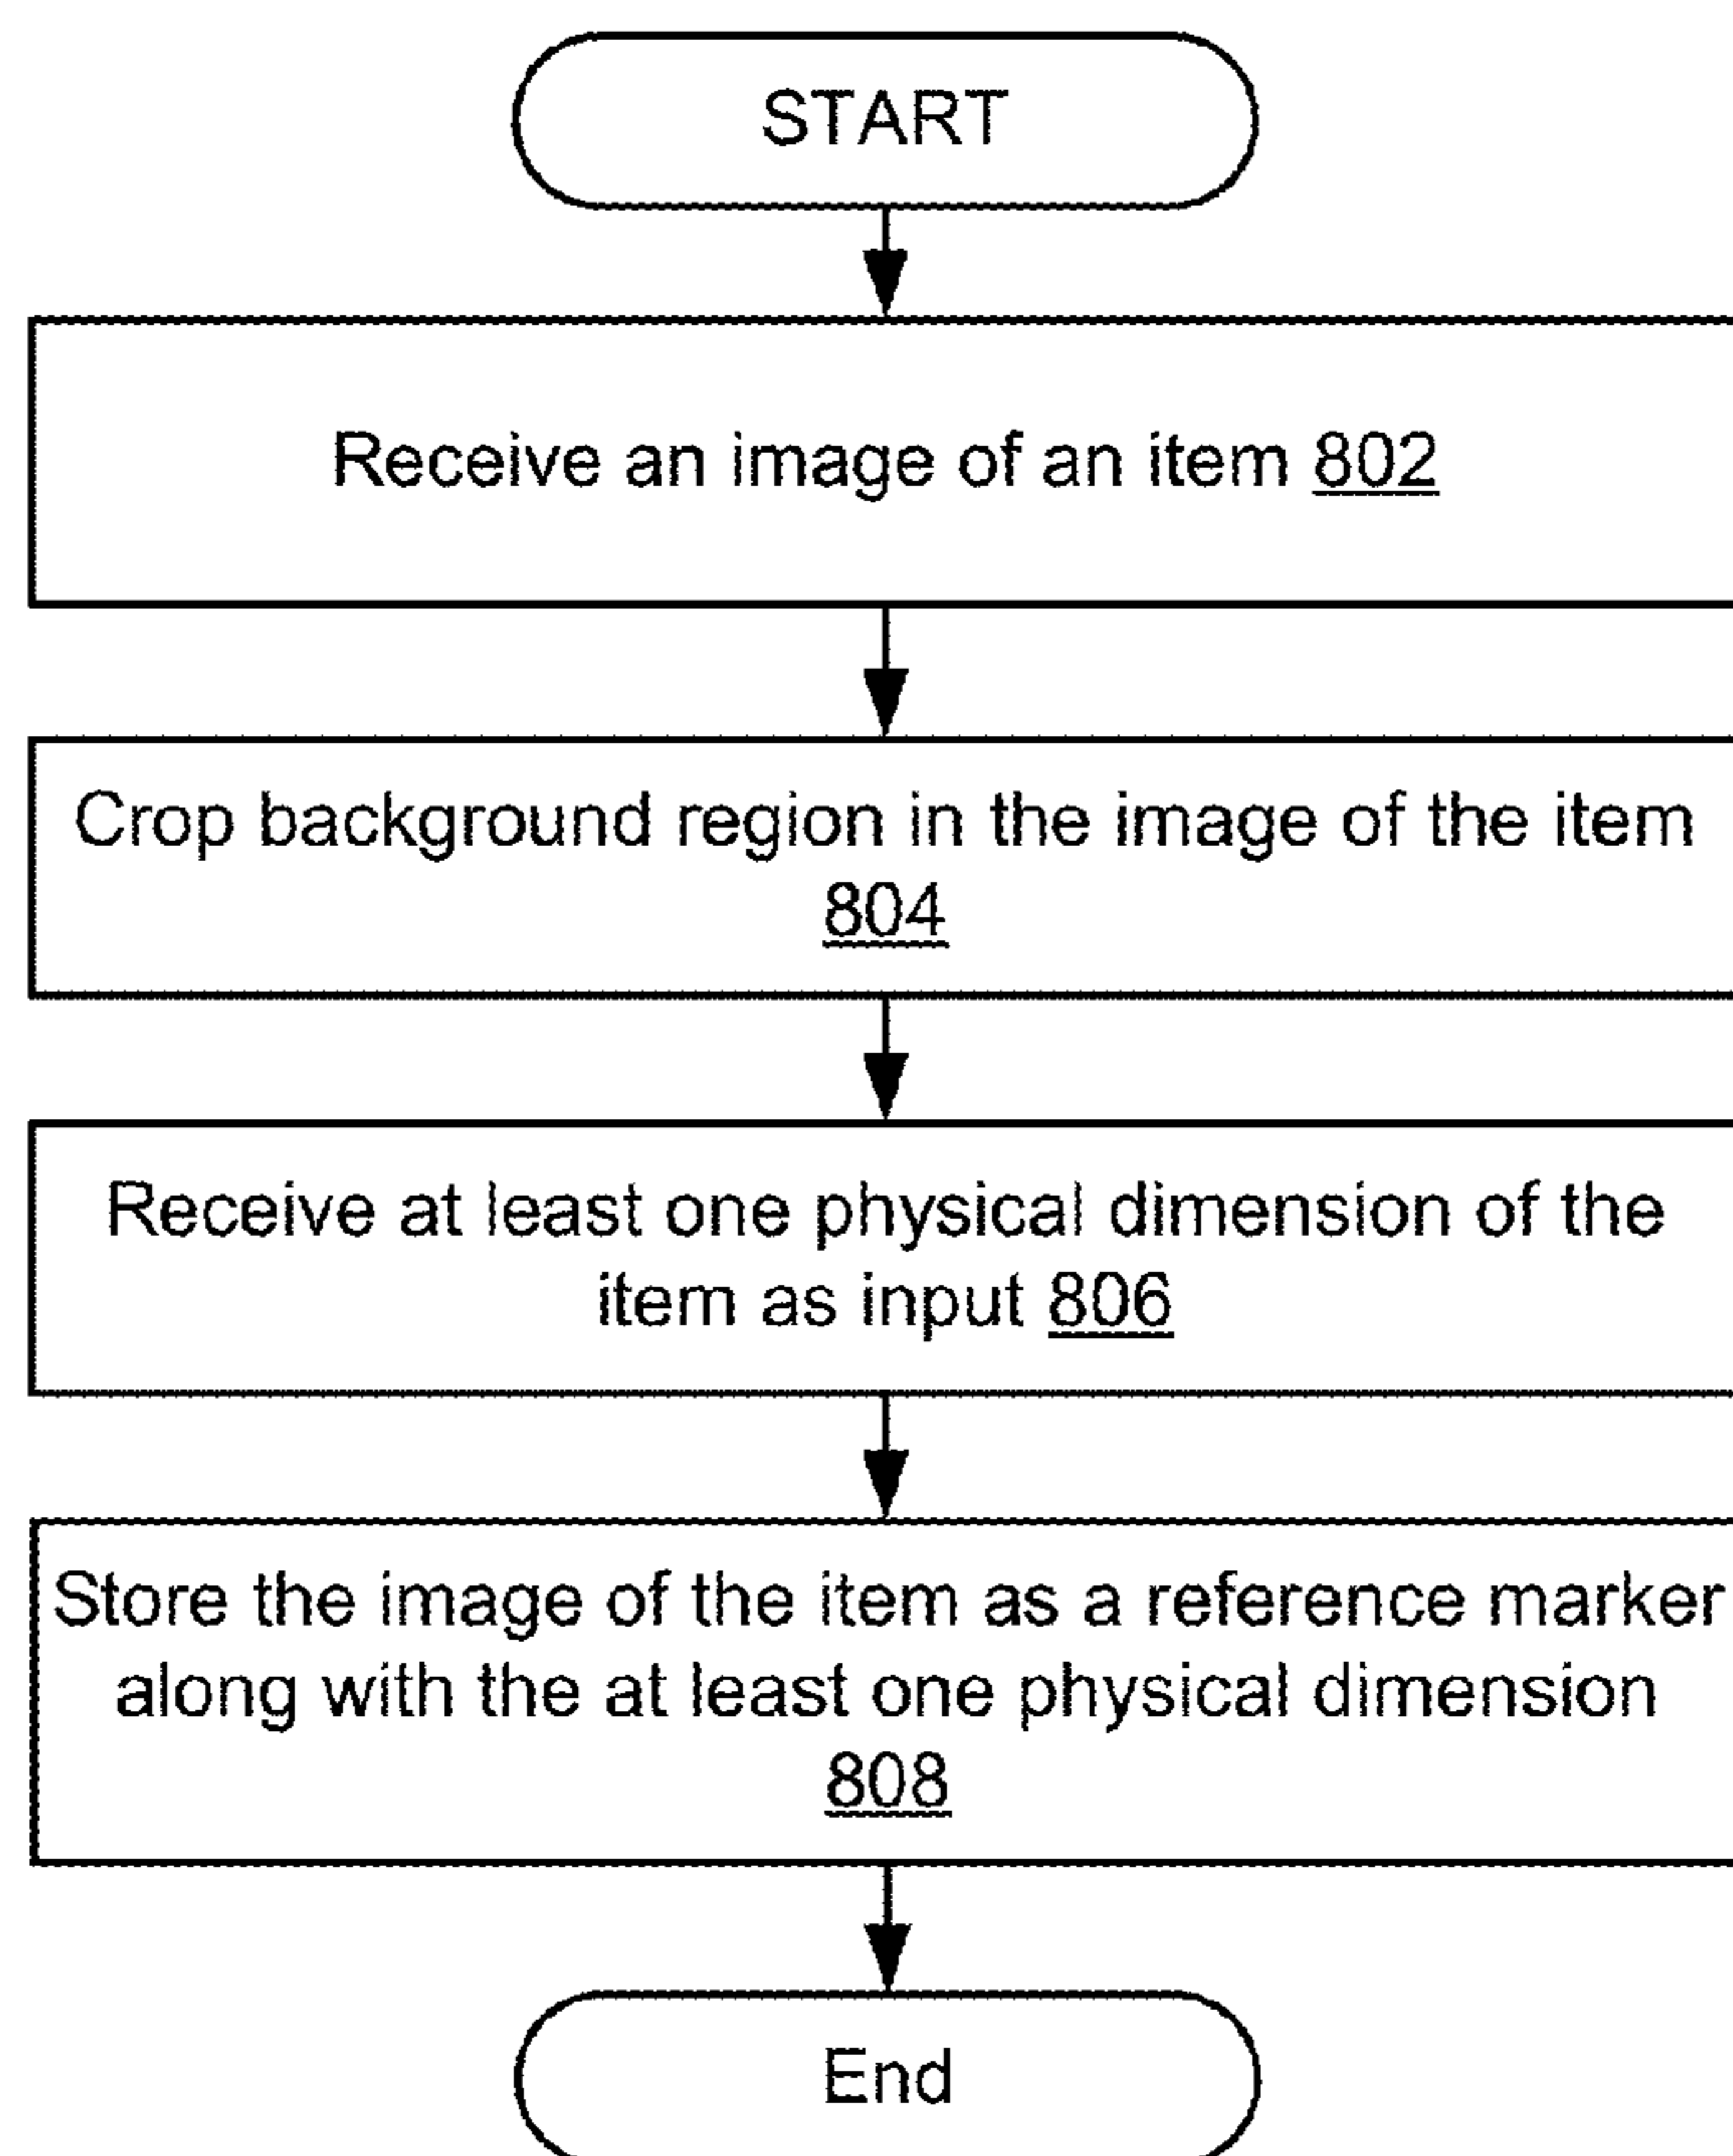 START
Receive an image of an item 802
Crop background region in the image of the item
804
Receive at least one physical dimension of the
item as input 806
Store the image of the item as a reference marker
along with the at least one physical dimension
808
End